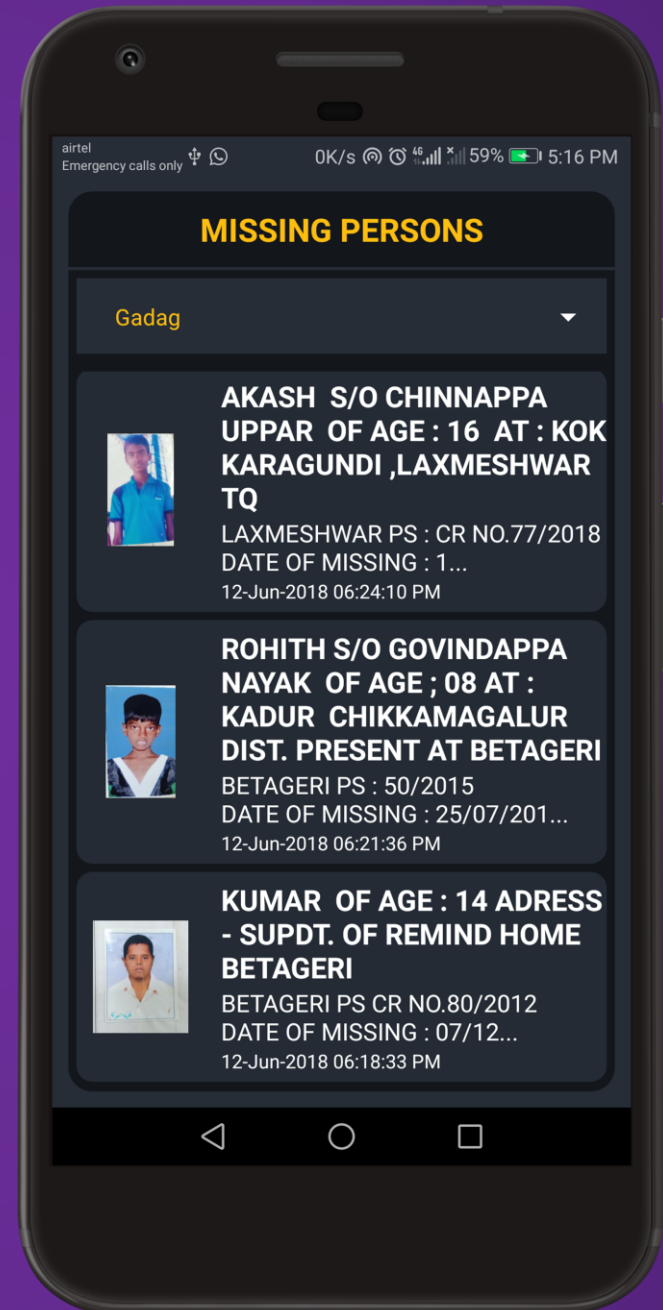 airtel
Emergency calls only
0K/s 4G 59% 5:16 PM
MISSING PERSONS
Gadag
AKASH S/O CHINNAPPA
UPPAR OF AGE : 16 AT : KOK
KARAGUNDI ,LAXMESHWAR
TQ
LAXMESHWAR PS : CR NO.77/2018
DATE OF MISSING : 1...
12-Jun-2018 06:24:10 PM
ROHITH S/O GOVINDAPPA
NAYAK OF AGE ; 08 AT :
KADUR CHIKKAMAGALUR
DIST. PRESENT AT BETAGERI
BETAGERI PS : 50/2015
DATE OF MISSING : 25/07/201...
12-Jun-2018 06:21:36 PM
KUMAR OF AGE : 14 ADRESS
- SUPDT. OF REMIND HOME
BETAGERI
BETAGERI PS CR NO.80/2012
DATE OF MISSING : 07/12...
12-Jun-2018 06:18:33 PM